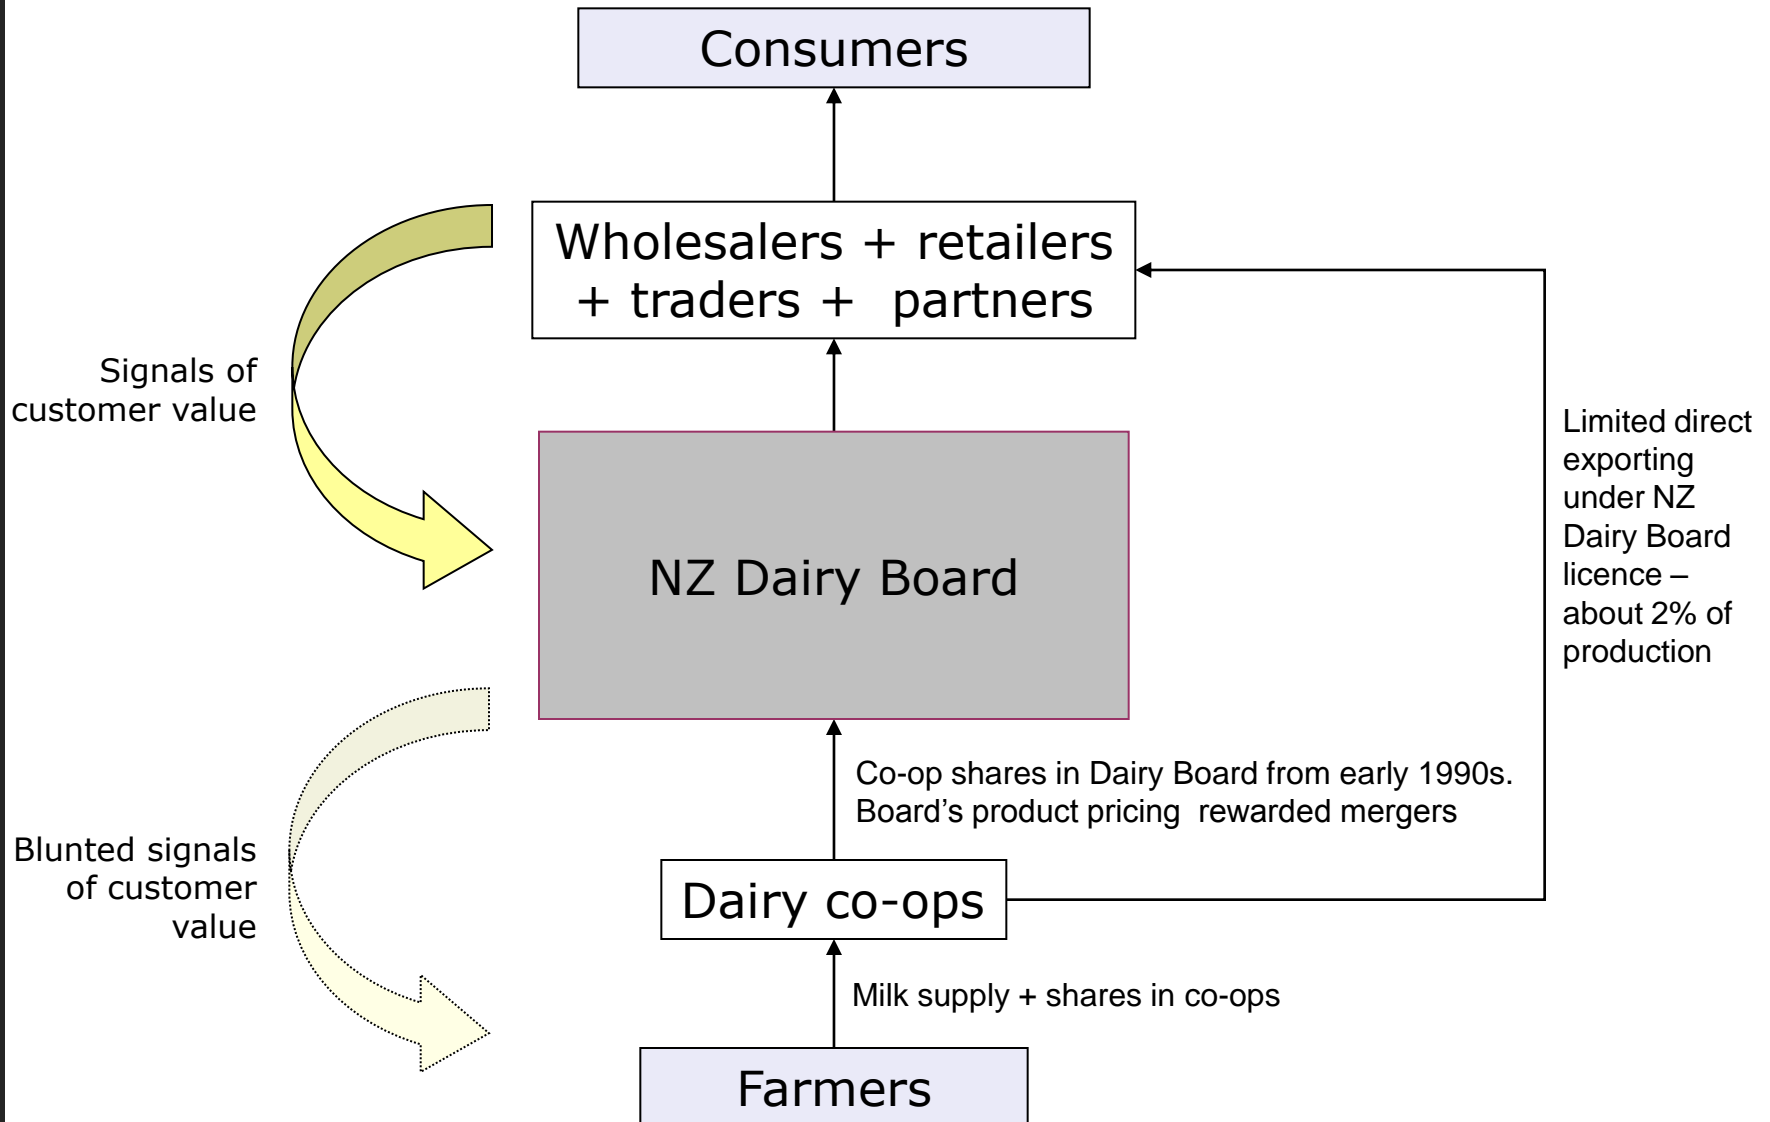 Consumers
Wholesalers + retailers
+ traders + partners
Signals of
customer value
Limited direct
exporting
under NZ
Dairy Board
licence –
about 2% of
production
NZ Dairy Board
Co-op shares in Dairy Board from early 1990s.
Board’s product pricing rewarded mergers
Blunted signals
of customer
value
Dairy co-ops
Milk supply + shares in co-ops
Farmers